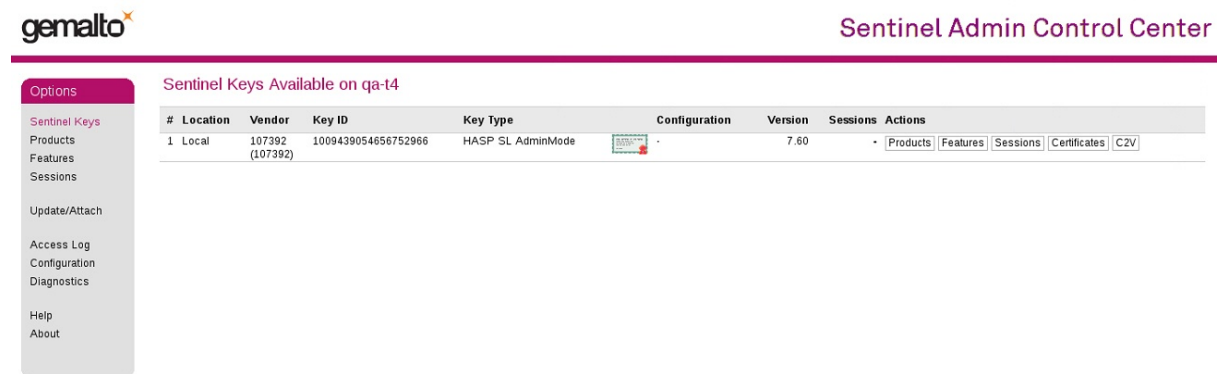 gemalto
Sentinel Admin Control Center
Options
Sentinel Keys
Products
Features
Sessions
Update/Attach
Access Log
Configuration
Diagnostics
Help
About
Sentinel Keys Available on qa-t4
# Location Vendor Key ID Key Type Configuration Version Sessions Actions
1 Local 107392 1009439054656752966 HASP SL AdminMode - 7.60 - Products Features Sessions Certificates C2V
(107392)